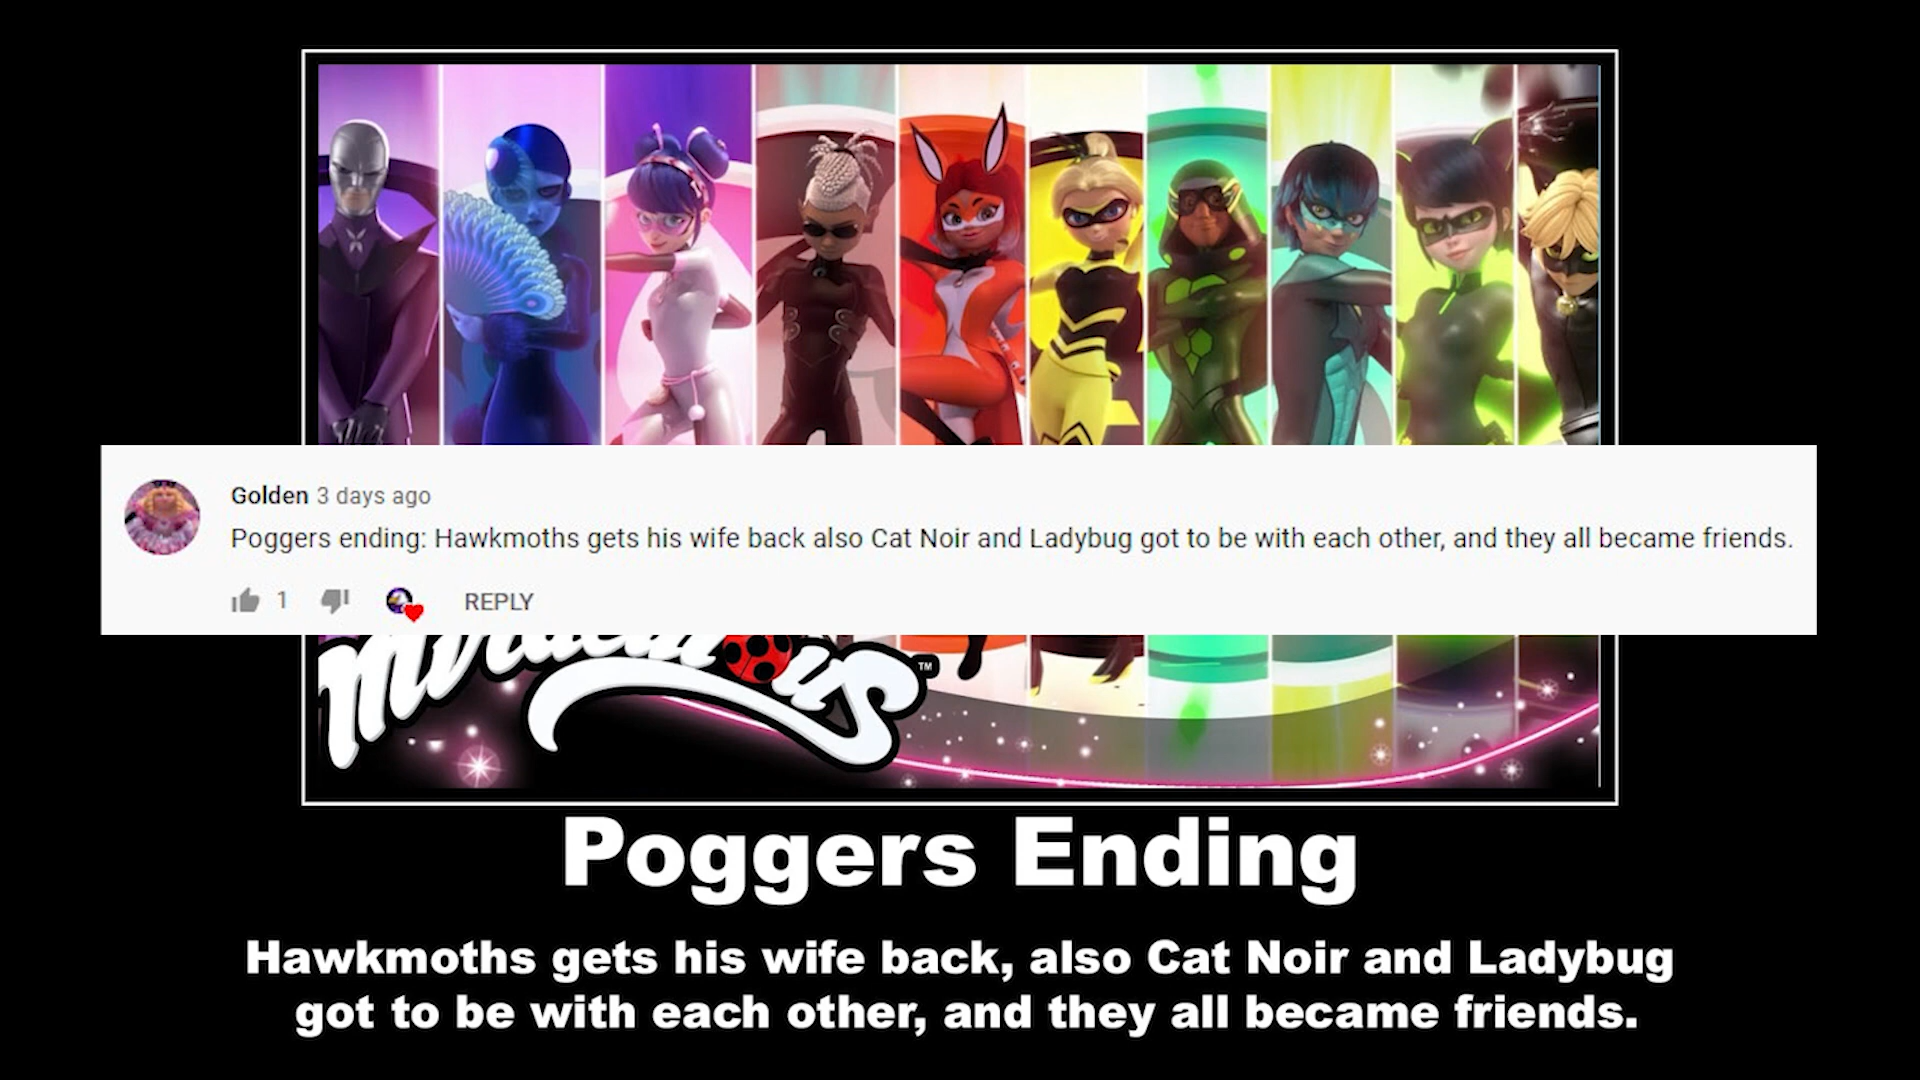 Golden 3 days ago
Poggers ending: Hawkmoths gets his wife back also Cat Noir and Ladybug got to be with each other, and they all became friends.
1 REPLY
Miraculous ™
Poggers Ending
Hawkmoths gets his wife back, also Cat Noir and Ladybug
got to be with each other, and they all became friends.